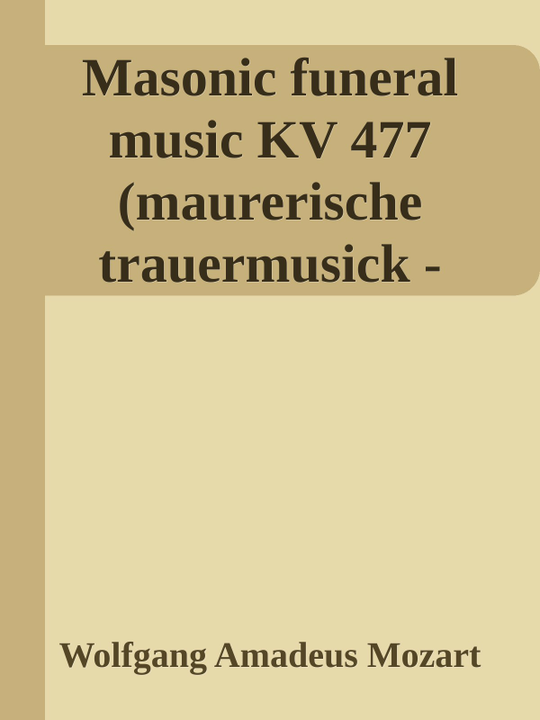 Masonic funeral
music KV 477
(maurerische
trauermusick -
Wolfgang Amadeus Mozart